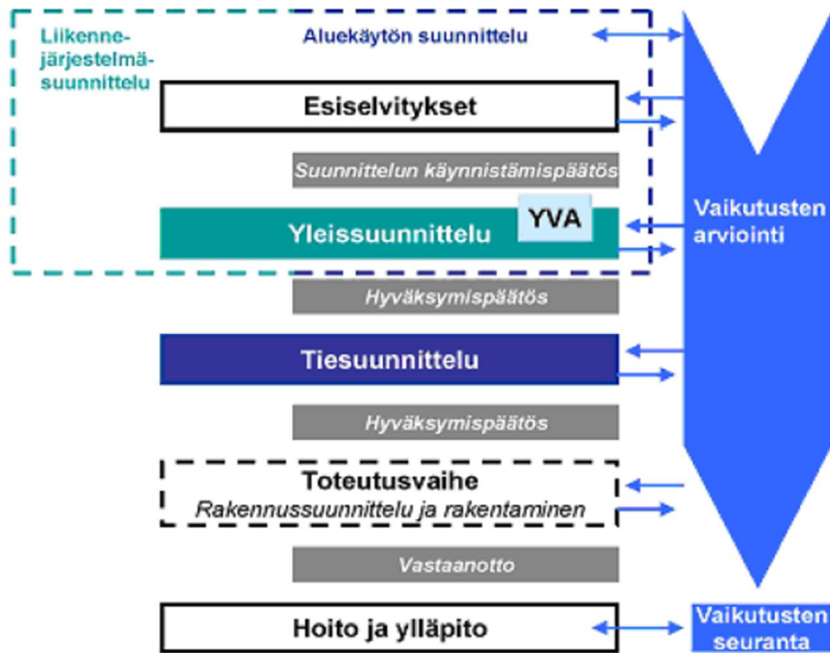 Liikenne-
järjestelmä-
suunnittelu
Aluekäytön suunnittelu
Esiselvitykset
Suunnittelun käynnistämispäätös
YVA
Yleissuunnittelu
Vaikutusten
arviointi
Hyväksymispäätös
Tiesuunnittelu
Hyväksymispäätös
Toteutusvaihe
Rakennussuunnittelu ja rakentaminen
Vastaanotto
Hoito ja ylläpito
Vaikutusten
seuranta